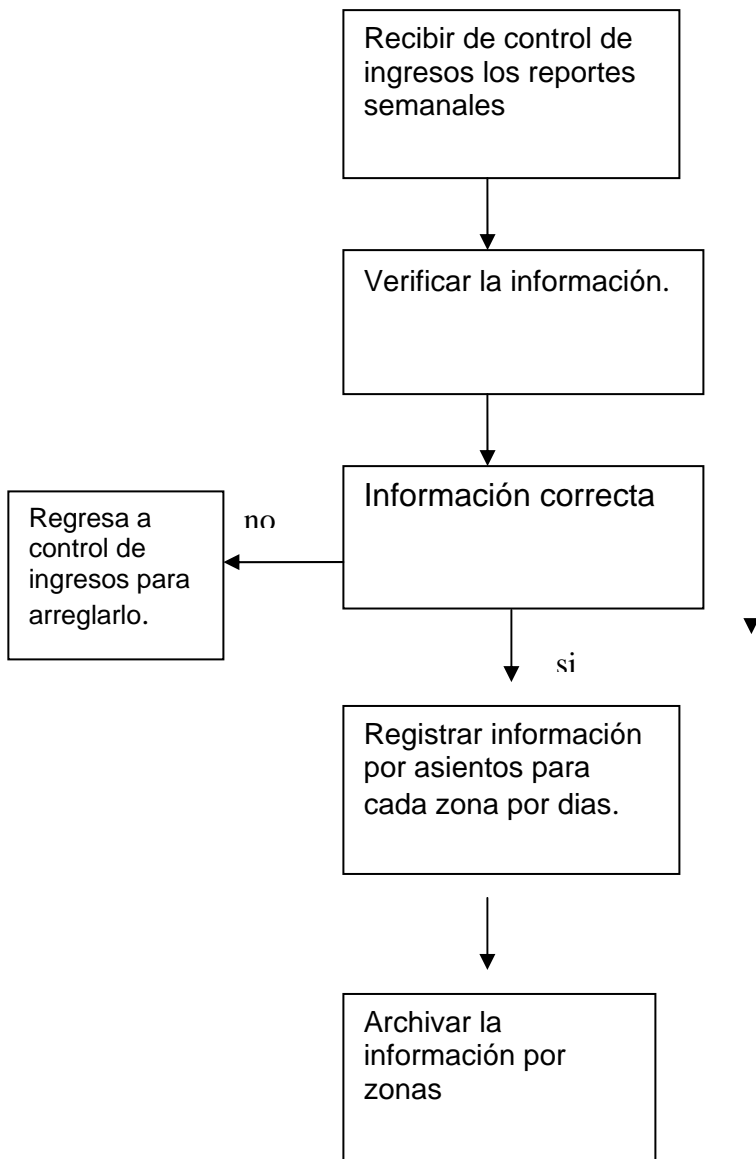 Recibir de control de
ingresos los reportes
semanales
Verificar la información.
Información correcta
no
Regresa a
control de
ingresos para
arreglarlo.
si
Registrar información
por asientos para
cada zona por dias.
Archivar la
información por
zonas